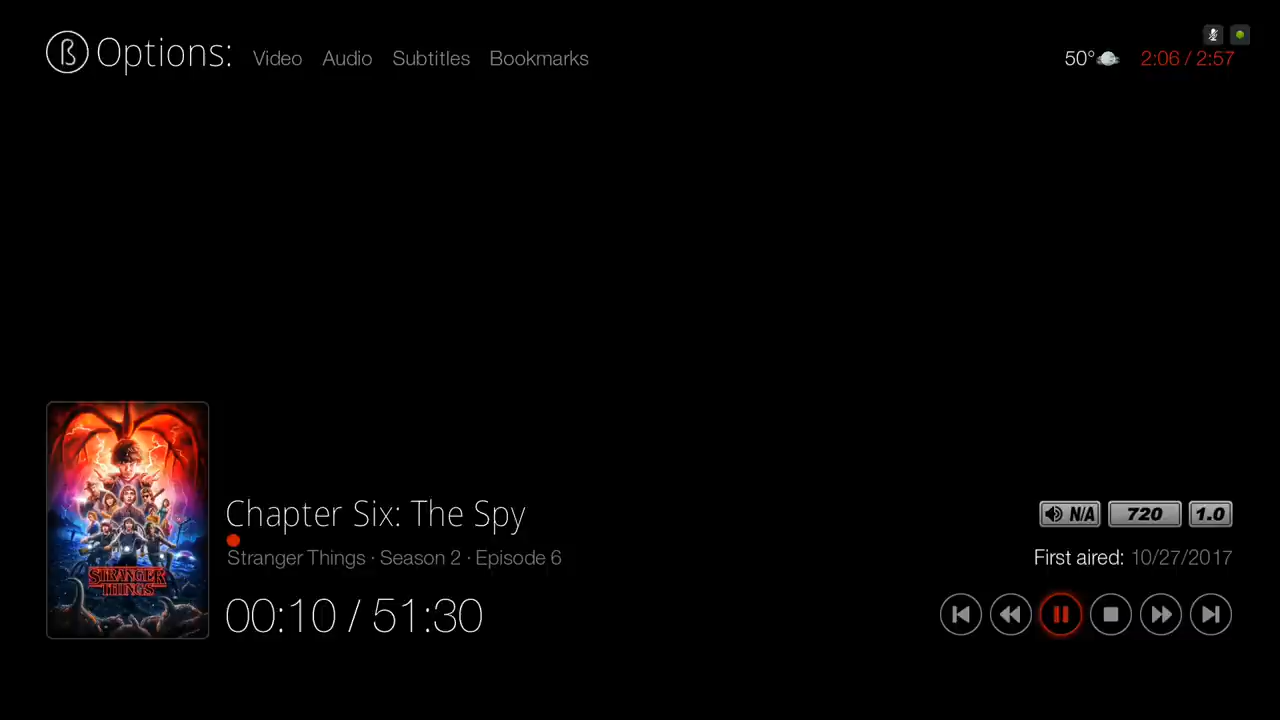 ß Options: Video Audio Subtitles Bookmarks
50° 2:06 / 2:57
STRANGER
THINGS
Chapter Six: The Spy
Stranger Things · Season 2 · Episode 6
00:10 / 51:30
N/A 720 1.0
First aired: 10/27/2017